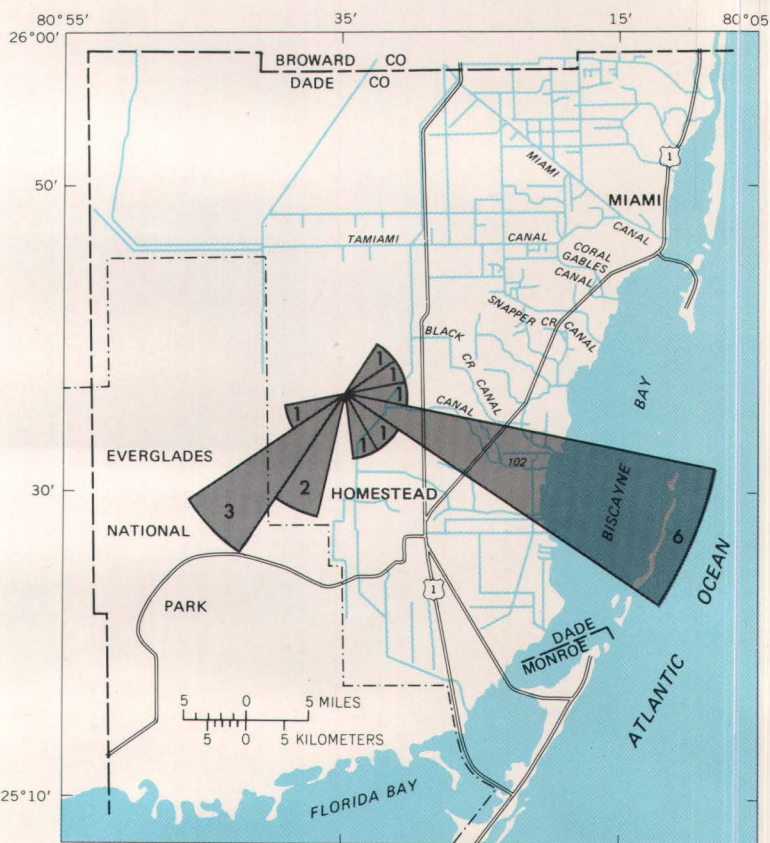 80°55′
35′
15′
80°05′
26°00′
BROWARD CO
DADE CO
1
50′
MIAMI
MIAMI
TAMIAMI
CANAL
CANAL
CORAL
GABLES
CANAL
SNAPPER CR CANAL
BLACK
CR CANAL
1
1
1
BAY
1
CANAL
1
1
EVERGLADES
102
30′
2
HOMESTEAD
3
BISCAYNE
6
NATIONAL
OCEAN
1
PARK
DADE
MONROE
ATLANTIC
5 0 5 MILES
5 0 5 KILOMETERS
25°10′
FLORIDA BAY